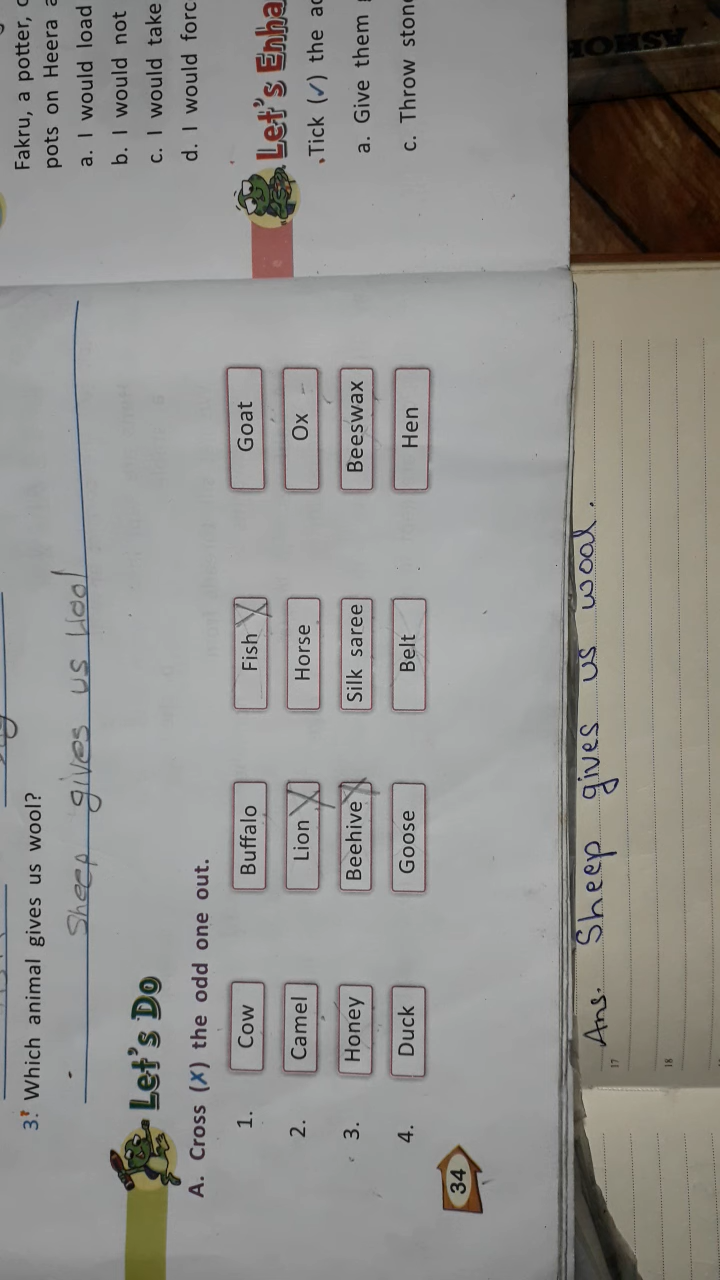 3. Which animal gives us wool?
Sheep gives us Wool
Let's Do
A. Cross (X) the odd one out.
1. Cow Buffalo Fish X Goat
2. Camel Lion X Horse Ox
3. Honey Beehive X Silk saree Beeswax
4. Duck Goose Belt Hen
34
Fakru, a potter,
pots on Heera
a. I would load
b. I would not
c. I would take
d. I would forc
Let's Enha
Tick (✓) the ac
a. Give them
c. Throw stone
17 Ans. Sheep gives us wool.
18